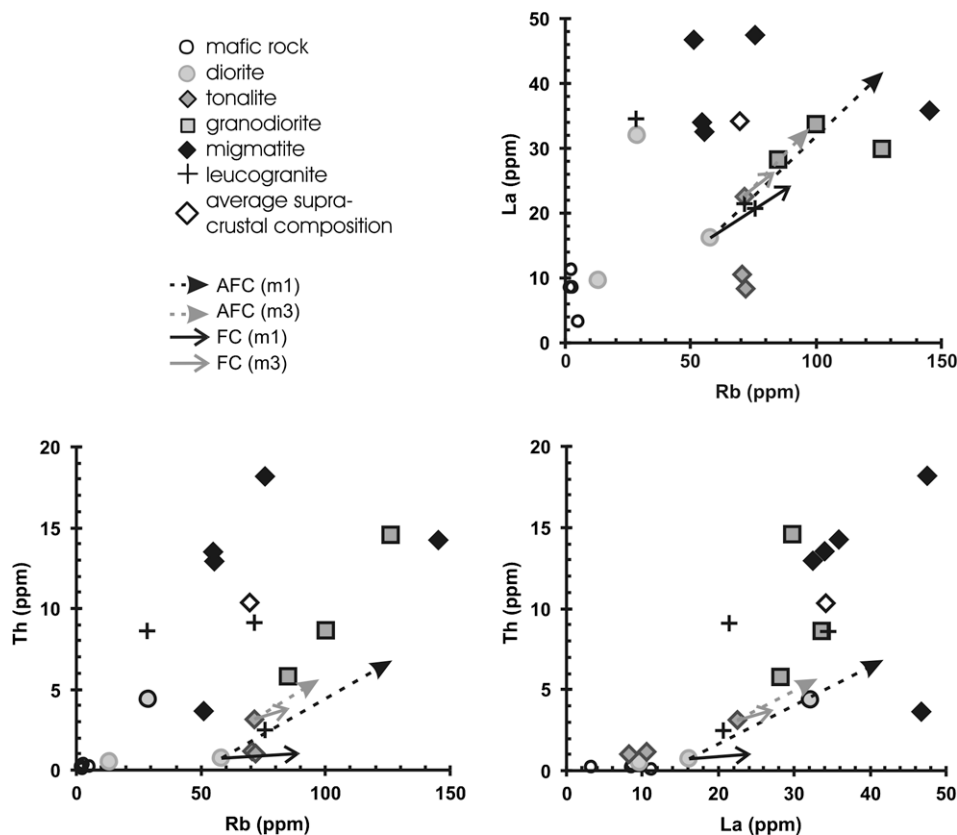 mafic rock
diorite
tonalite
granodiorite
migmatite
leucogranite
average supra-
crustal composition
AFC (m1)
AFC (m3)
FC (m1)
FC (m3)
50
40
30
20
10
0
La (ppm)
0
50
100
150
Rb (ppm)
20
15
10
5
0
Th (ppm)
0
50
100
150
Rb (ppm)
20
15
10
5
0
Th (ppm)
0
10
20
30
40
50
La (ppm)